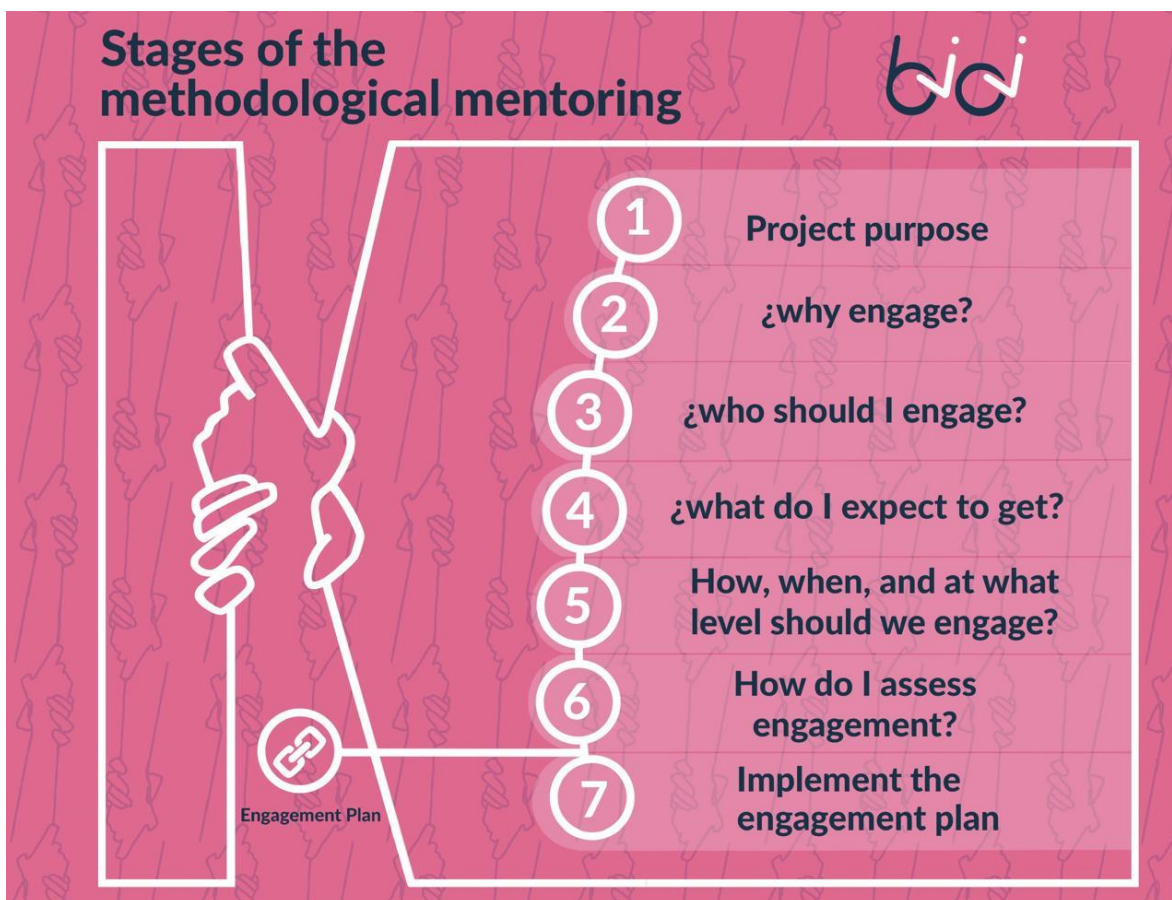 Stages of the
methodological mentoring
bidi
1
Project purpose
2
¿why engage?
3
¿who should I engage?
4
¿what do I expect to get?
5
How, when, and at what
level should we engage?
6
How do I assess
engagement?
7
Implement the
engagement plan
Engagement Plan